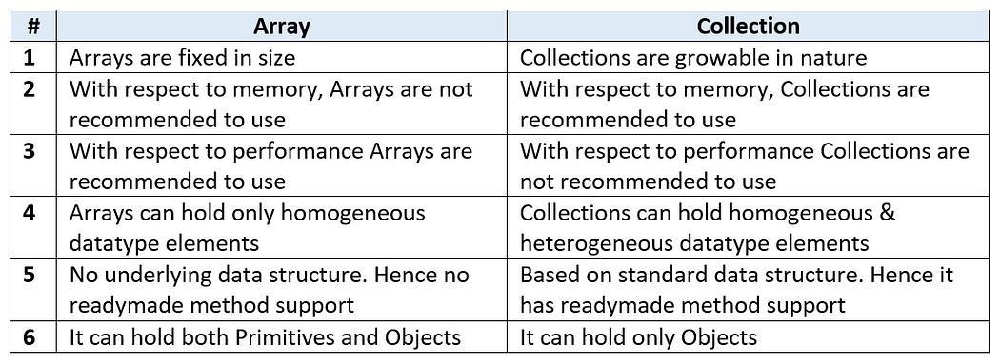 # Array Collection
1 Arrays are fixed in size Collections are growable in nature
2 With respect to memory, Arrays are not recommended to use With respect to memory, Collections are recommended to use
3 With respect to performance Arrays are recommended to use With respect to performance Collections are not recommended to use
4 Arrays can hold only homogeneous datatype elements Collections can hold homogeneous & heterogeneous datatype elements
5 No underlying data structure. Hence no readymade method support Based on standard data structure. Hence it has readymade method support
6 It can hold both Primitives and Objects It can hold only Objects